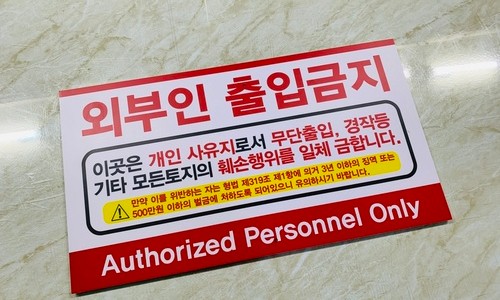 외부인 출입금지
이곳은 개인 사유지로서 무단출입, 경작등
기타 모든토지의 훼손행위를 일체 금합니다.
만약 이를 위반하는 자는 형법 제319조 제1항에 의거 3년 이하의 징역 또는
500만원 이하의 벌금에 처하도록 되어있으니 유의하시기 바랍니다.
Authorized Personnel Only